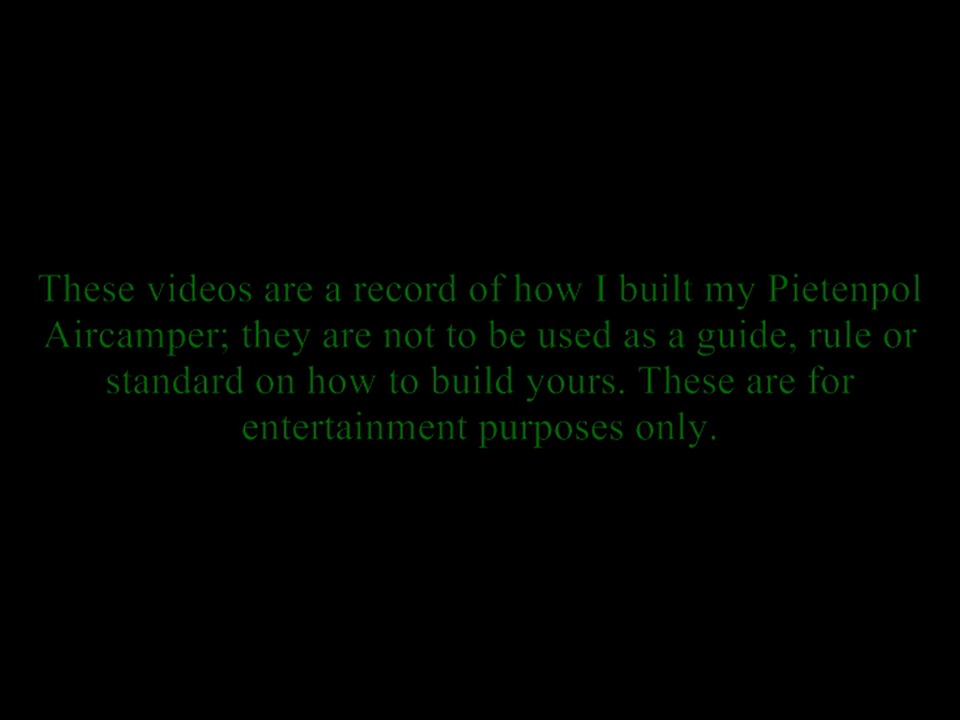 These videos are a record of how I built my Pietenpol
Aircamper; they are not to be used as a guide, rule or
standard on how to build yours. These are for
entertainment purposes only.